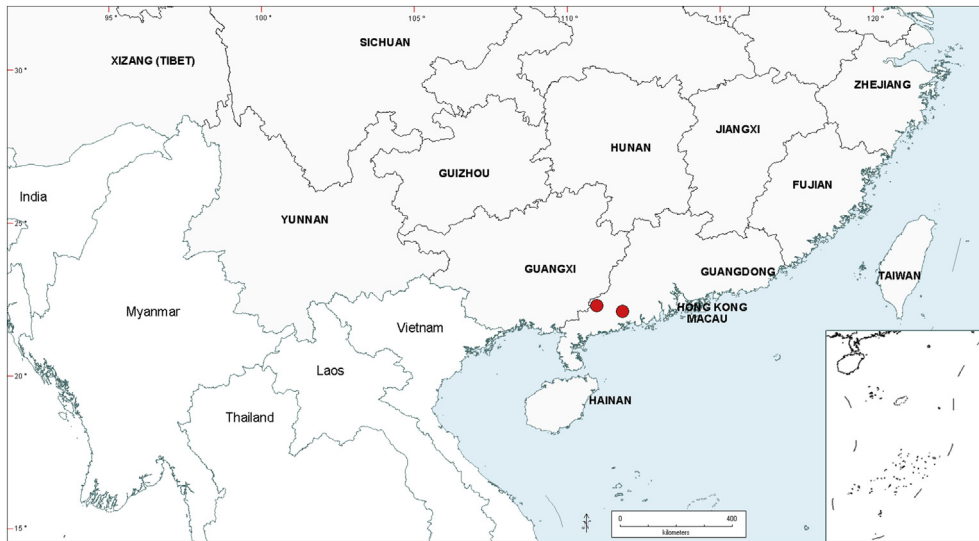 95° 100° 105° 110° 115° 120°
SICHUAN
XIZANG (TIBET)
30°
ZHEJIANG
JIANGXI
HUNAN
GUIZHOU
FUJIAN
India
YUNNAN
25°
GUANGXI
GUANGDONG
TAIWAN
HONG KONG
MACAU
Myanmar
Vietnam
Laos
20°
HAINAN
Thailand
15°
0 400
kilometers